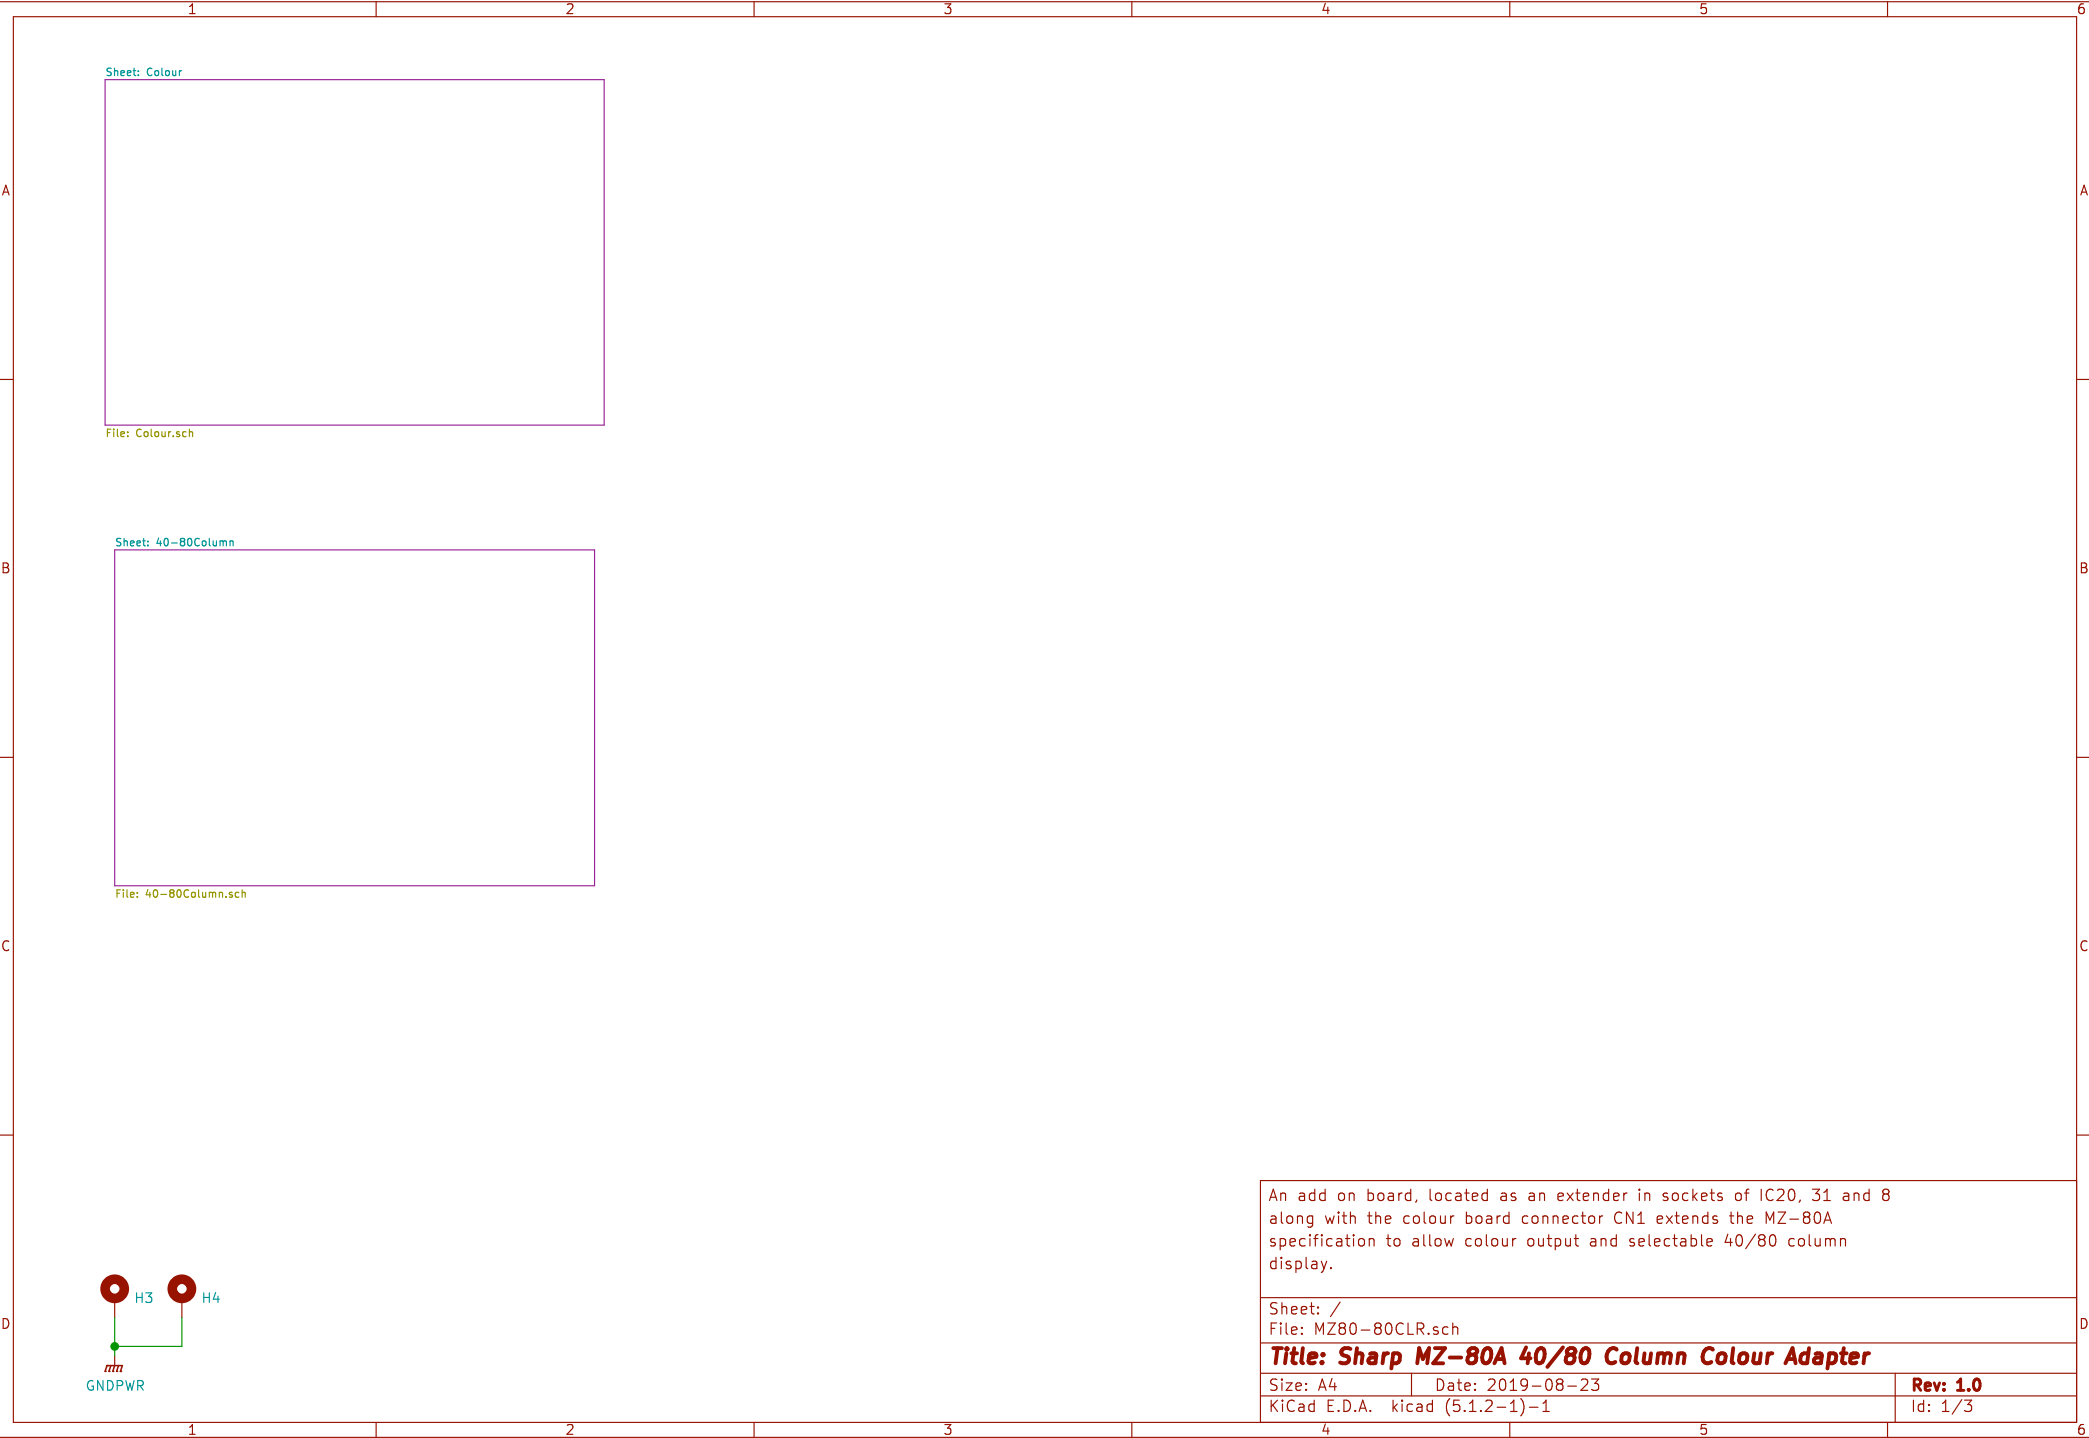 1 2 3 4 5 6
Sheet: Colour
A A
File: Colour.sch
Sheet: 40-80Column
B B
File: 40-80Column.sch
C C
An add on board, located as an extender in sockets of IC20, 31 and 8
along with the colour board connector CN1 extends the MZ-80A
specification to allow colour output and selectable 40/80 column
display.
H3 H4
Sheet: /
D D
File: MZ80-80CLR.sch
Title: Sharp MZ-80A 40/80 Column Colour Adapter
GNDPWR
Size: A4 Date: 2019-08-23 Rev: 1.0
KiCad E.D.A. kicad (5.1.2-1)-1 Id: 1/3
1 2 3 4 5 6